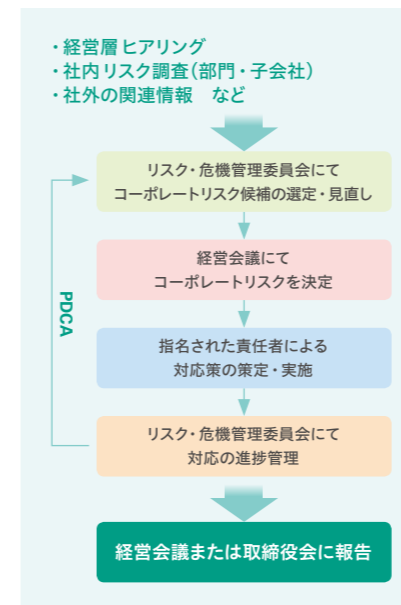 ・経営層ヒアリング
・社内リスク調査（部門・子会社）
・社外の関連情報　など
リスク・危機管理委員会にて
コーポレートリスク候補の選定・見直し
経営会議にて
コーポレートリスクを決定
PDCA
指名された責任者による
対応策の策定・実施
リスク・危機管理委員会にて
対応の進捗管理
経営会議または取締役会に報告